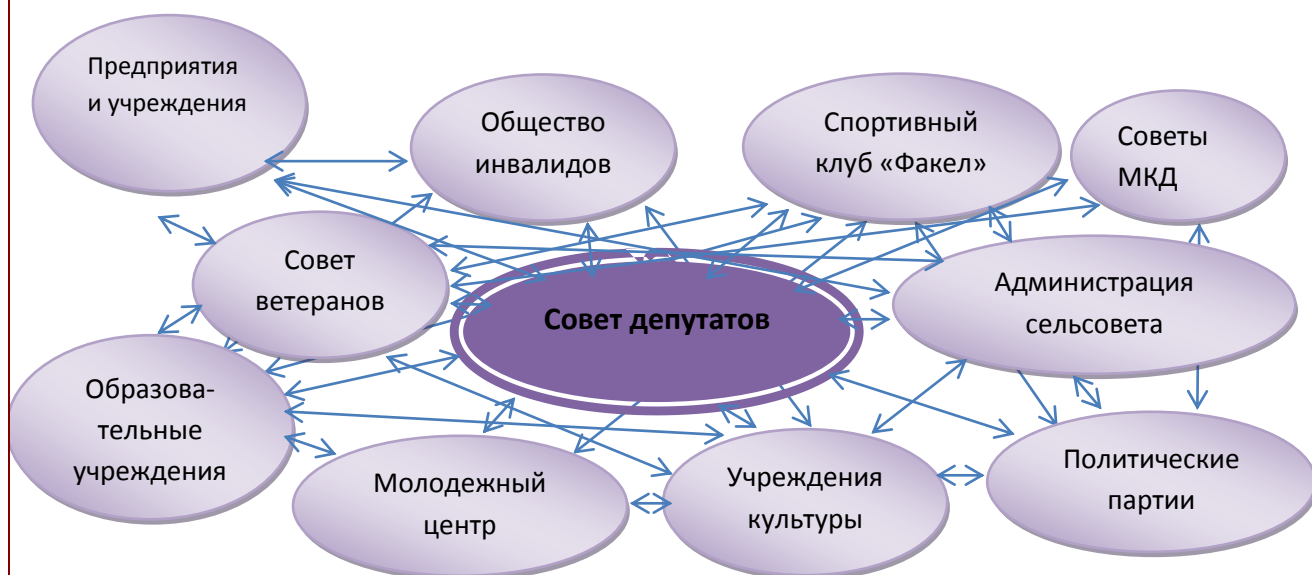 Предприятия
и учреждения
Общество
инвалидов
Спортивный
клуб «Факел»
Советы
МКД
Совет
ветеранов
Совет депутатов
Администрация
сельсовета
Образова-
тельные
учреждения
Молодежный
центр
Учреждения
культуры
Политические
партии